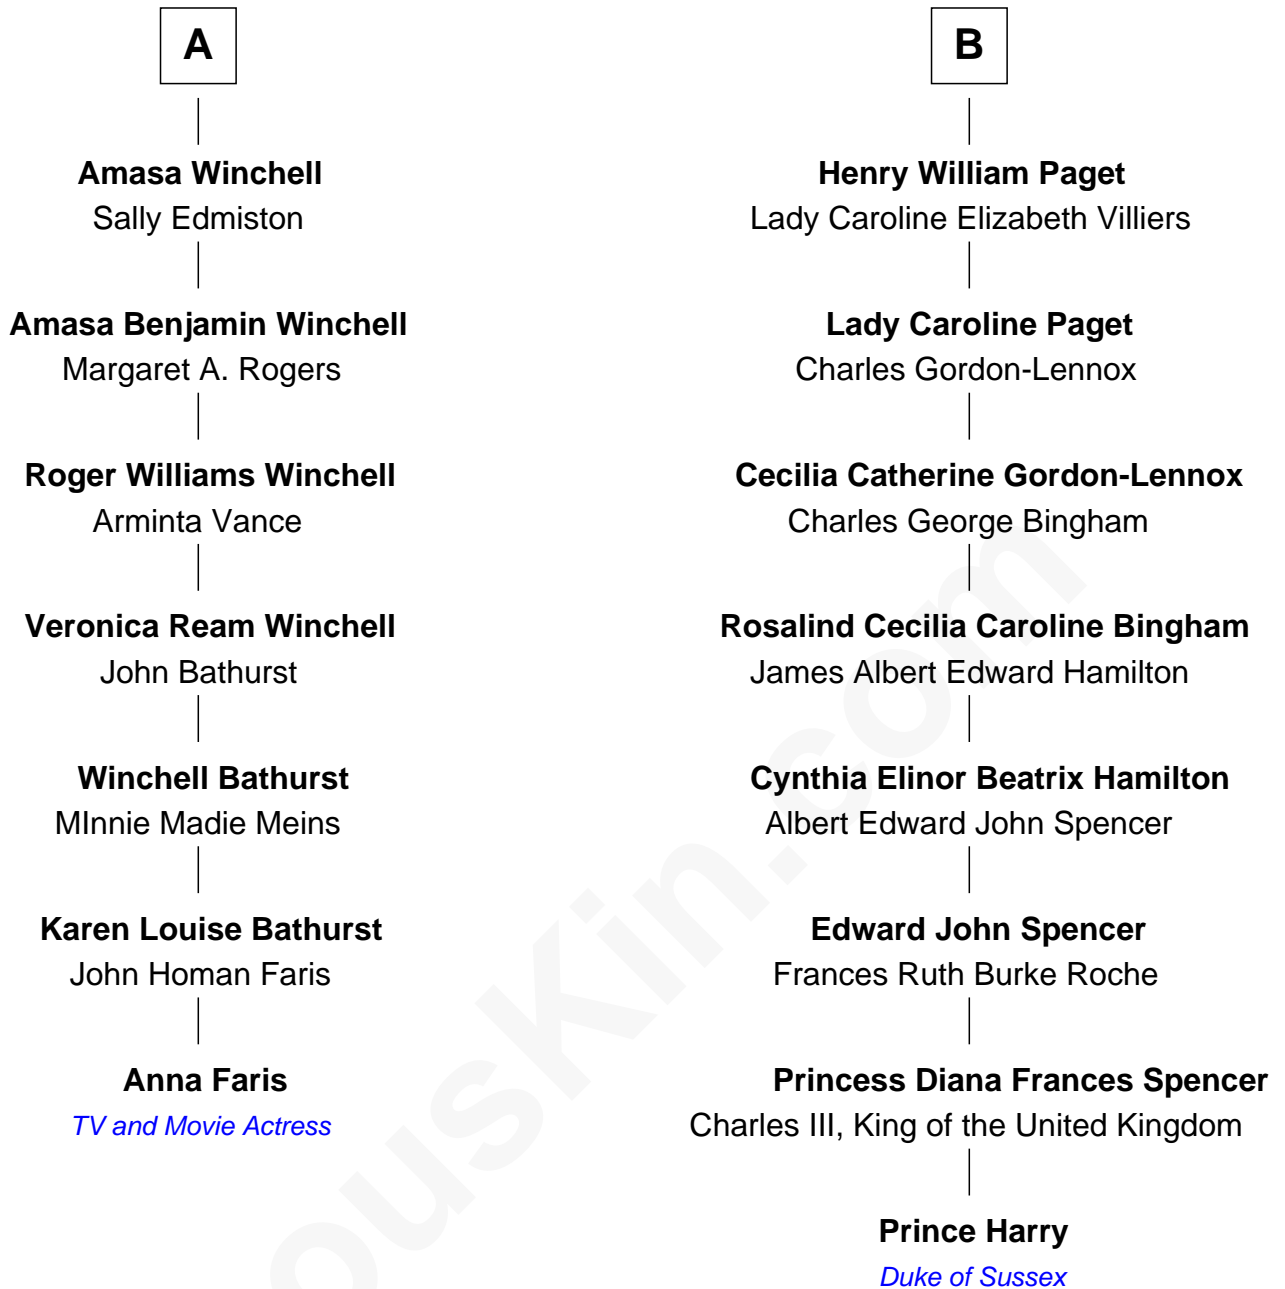 A
Amasa Winchell
Sally Edmiston
Amasa Benjamin Winchell
Margaret A. Rogers
Roger Williams Winchell
Arminta Vance
Veronica Ream Winchell
John Bathurst
Winchell Bathurst
MInnie Madie Meins
Karen Louise Bathurst
John Homan Faris
Anna Faris
TV and Movie Actress
B
Henry William Paget
Lady Caroline Elizabeth Villiers
Lady Caroline Paget
Charles Gordon-Lennox
Cecilia Catherine Gordon-Lennox
Charles George Bingham
Rosalind Cecilia Caroline Bingham
James Albert Edward Hamilton
Cynthia Elinor Beatrix Hamilton
Albert Edward John Spencer
Edward John Spencer
Frances Ruth Burke Roche
Princess Diana Frances Spencer
Charles III, King of the United Kingdom
Prince Harry
Duke of Sussex
ousKin.com